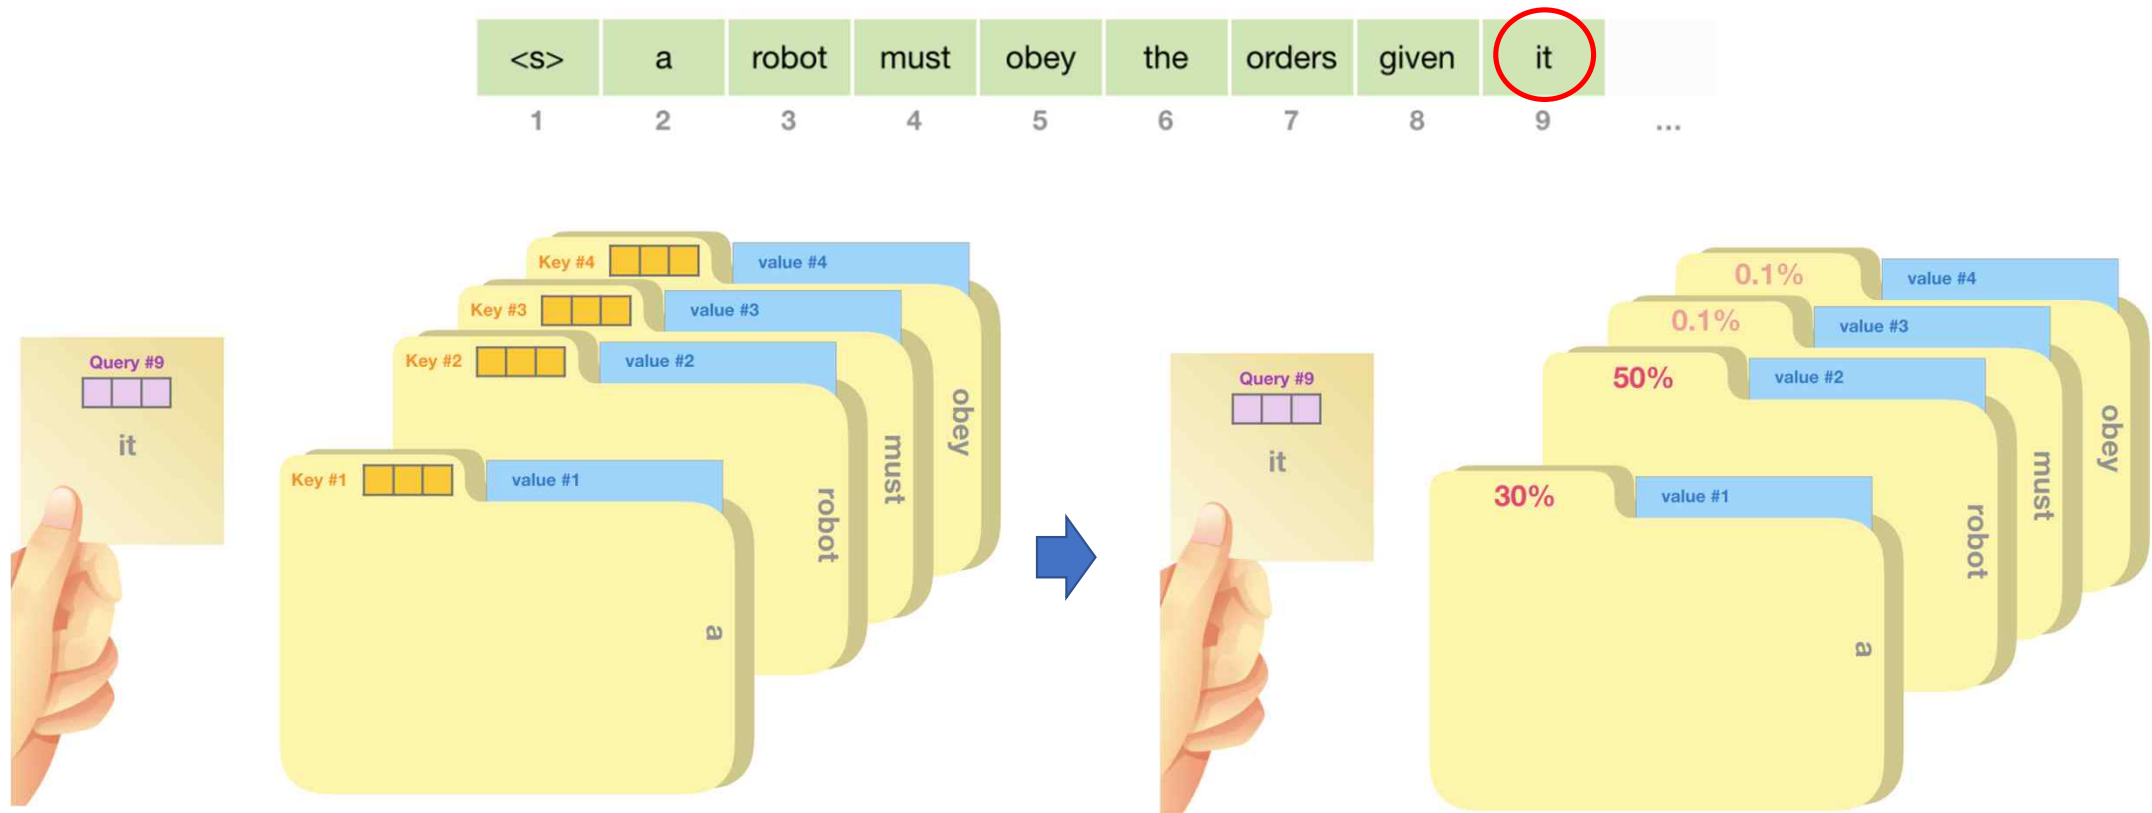 <s> a robot must obey the orders given it
1 2 3 4 5 6 7 8 9 ...
Query #9
it
Key #4 value #4
obey
Key #3 value #3
must
Key #2 value #2
robot
Key #1 value #1
a
Query #9
it
0.1% value #4
obey
0.1% value #3
must
50% value #2
robot
30% value #1
a